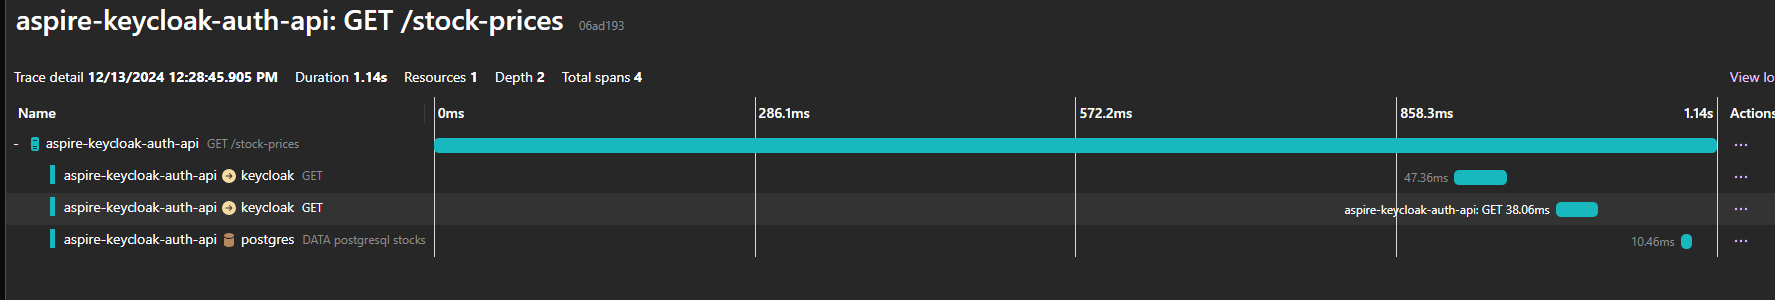 aspire-keycloak-auth-api: GET /stock-prices 06ad193
Trace detail 12/13/2024 12:28:45.905 PM Duration 1.14s Resources 1 Depth 2 Total spans 4 View lo
Name 0ms 286.1ms 572.2ms 858.3ms 1.14s Actions
- aspire-keycloak-auth-api GET /stock-prices ...
aspire-keycloak-auth-api keycloak GET 47.36ms ...
aspire-keycloak-auth-api keycloak GET aspire-keycloak-auth-api: GET 38.06ms ...
aspire-keycloak-auth-api postgres DATA postgresql stocks 10.46ms ...